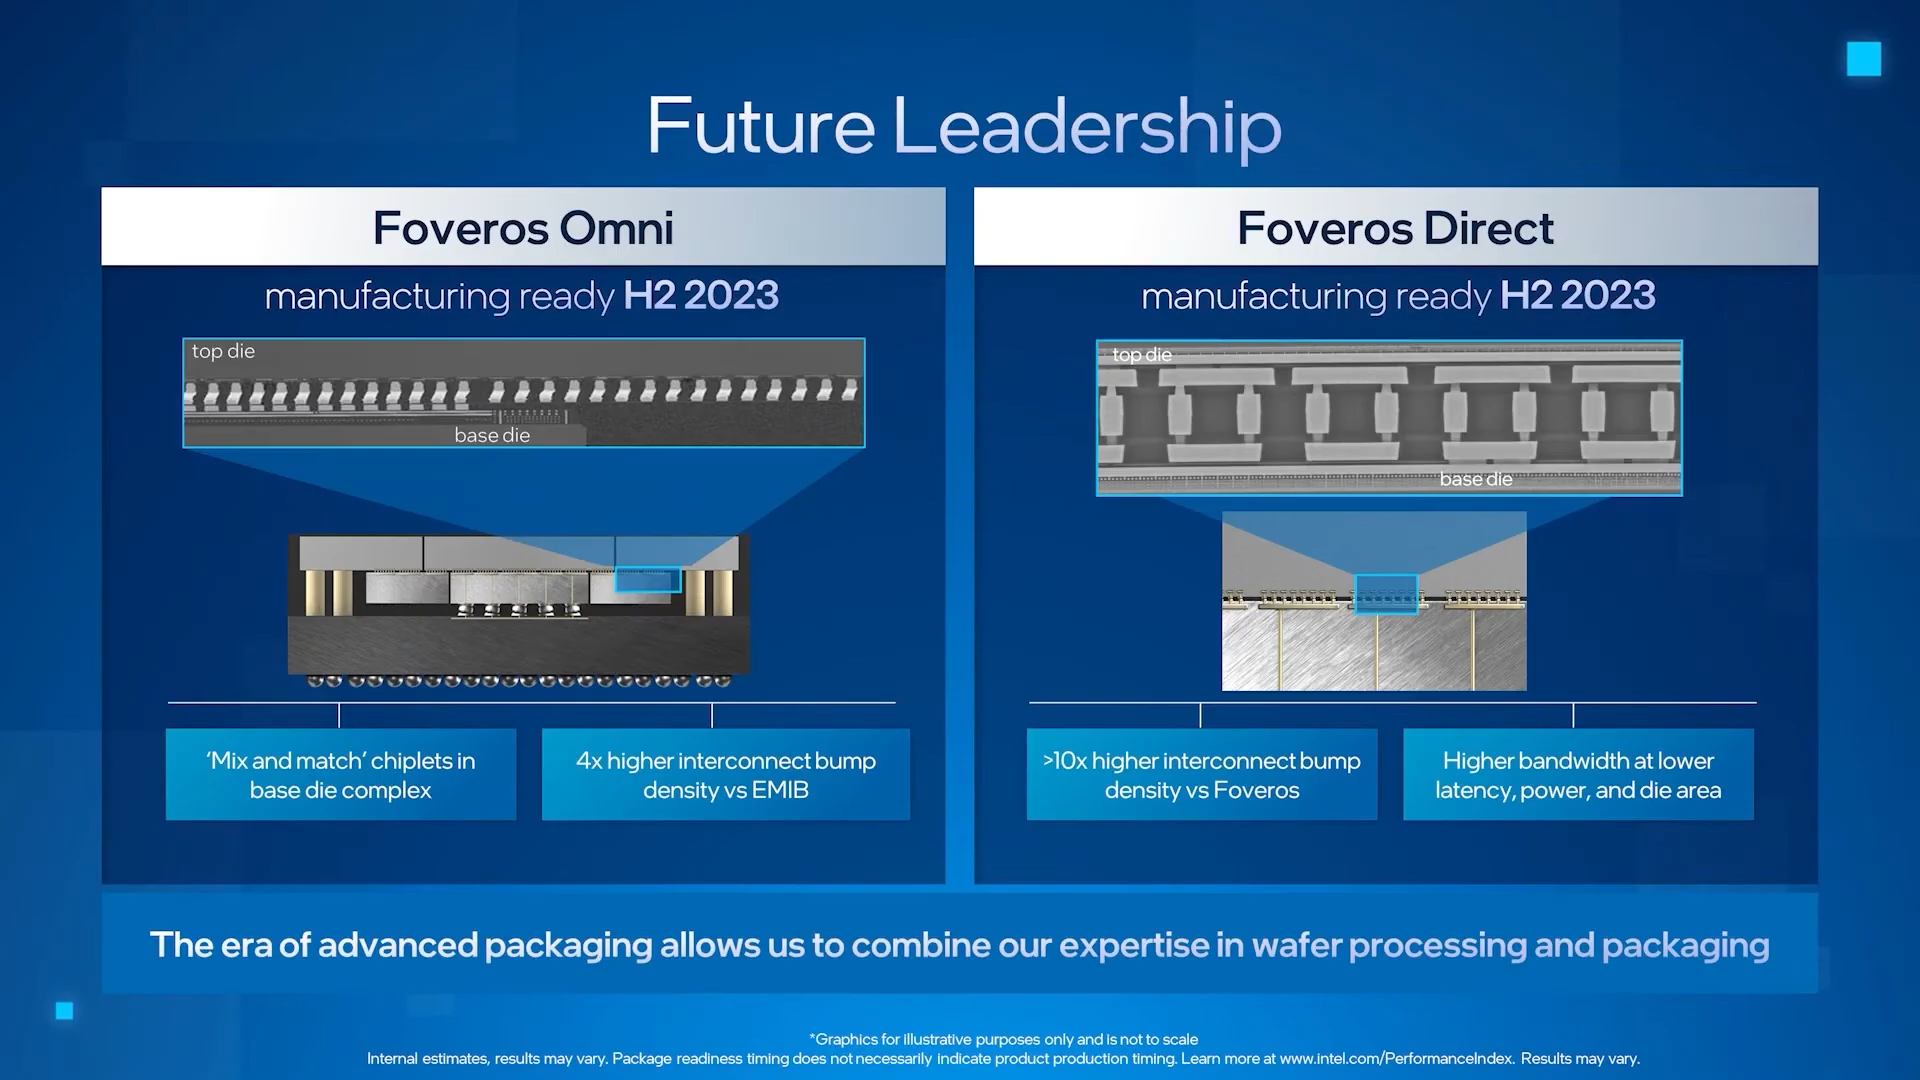 Future Leadership
Foveros Omni
manufacturing ready H2 2023
top die
base die
‘Mix and match’ chiplets in
base die complex
4x higher interconnect bump
density vs EMIB
Foveros Direct
manufacturing ready H2 2023
top die
base die
>10x higher interconnect bump
density vs Foveros
Higher bandwidth at lower
latency, power, and die area
The era of advanced packaging allows us to combine our expertise in wafer processing and packaging
*Graphics for illustrative purposes only and is not to scale
Internal estimates, results may vary. Package readiness timing does not necessarily indicate product production timing. Learn more at www.intel.com/PerformanceIndex. Results may vary.